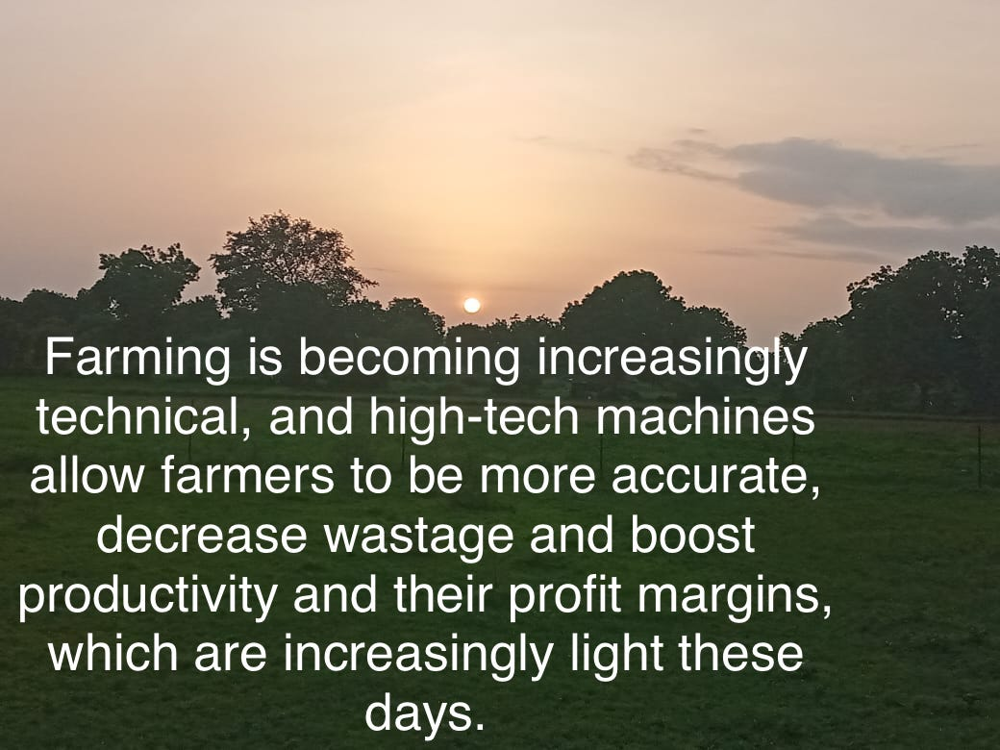 Farming is becoming increasingly
technical, and high-tech machines
allow farmers to be more accurate,
decrease wastage and boost
productivity and their profit margins,
which are increasingly light these
days.